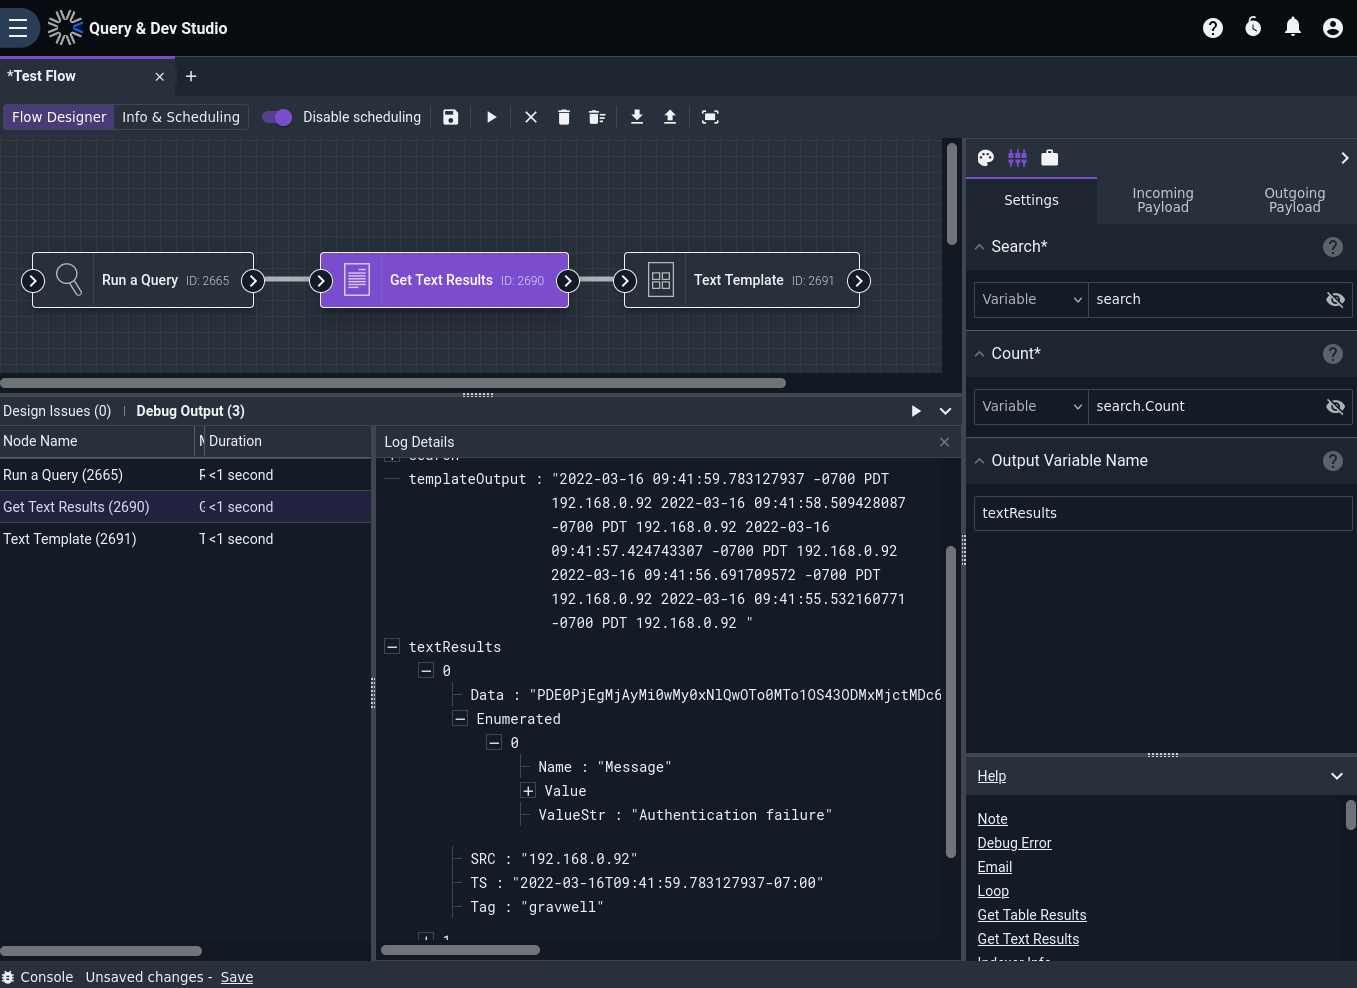 Query & Dev Studio
*Test Flow
Flow Designer
Info & Scheduling
Disable scheduling
Run a Query ID: 2665
Get Text Results ID: 2690
Text Template ID: 2691
Settings
Incoming
Payload
Outgoing
Payload
Search*
Variable
search
Count*
Variable
search.Count
Output Variable Name
textResults
Design Issues (0)
Debug Output (3)
Node Name
Duration
Run a Query (2665)
<1 second
Get Text Results (2690)
<1 second
Text Template (2691)
<1 second
Log Details
templateOutput : "2022-03-16 09:41:59.783127937 -0700 PDT
192.168.0.92 2022-03-16 09:41:58.509428087
-0700 PDT 192.168.0.92 2022-03-16
09:41:57.424743307 -0700 PDT 192.168.0.92
2022-03-16 09:41:56.691709572 -0700 PDT
192.168.0.92 2022-03-16 09:41:55.532160771
-0700 PDT 192.168.0.92 "
textResults
0
Data : "PDE0PjEgMjAyMi0wMy0xNlQwOTo0MTo1OS43ODMxMjctMDc6
Enumerated
0
Name : "Message"
Value
ValueStr : "Authentication failure"
SRC : "192.168.0.92"
TS : "2022-03-16T09:41:59.783127937-07:00"
Tag : "gravwell"
Help
Note
Debug Error
Email
Loop
Get Table Results
Get Text Results
Console
Unsaved changes - Save